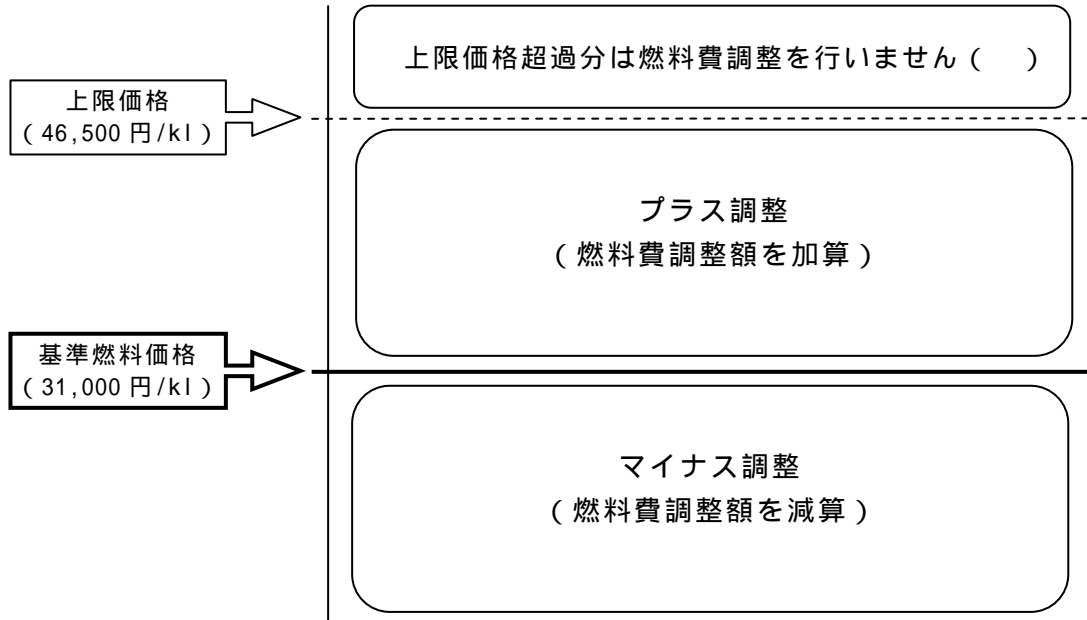 上限価格超過分は燃料費調整を行いません(　)
上限価格
(46,500円/kl)
プラス調整
(燃料費調整額を加算)
基準燃料価格
(31,000円/kl)
マイナス調整
(燃料費調整額を減算)